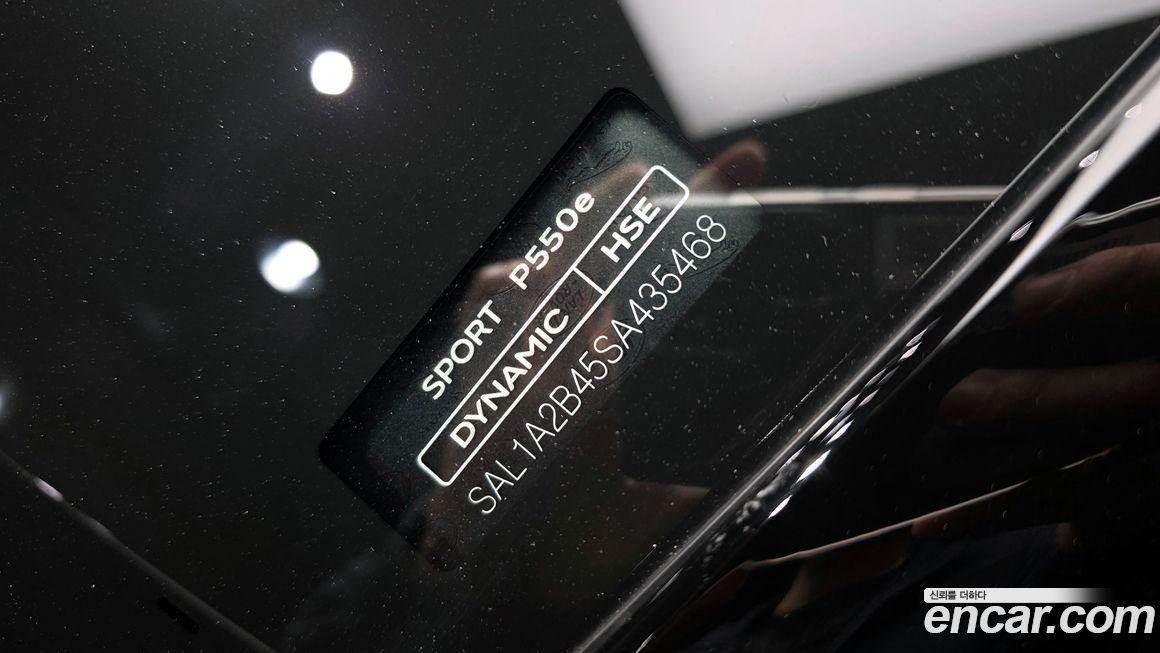 SPORT P550e
DYNAMIC HSE
SAL1A2B45SA435468
신뢰를 더하다
encar.com